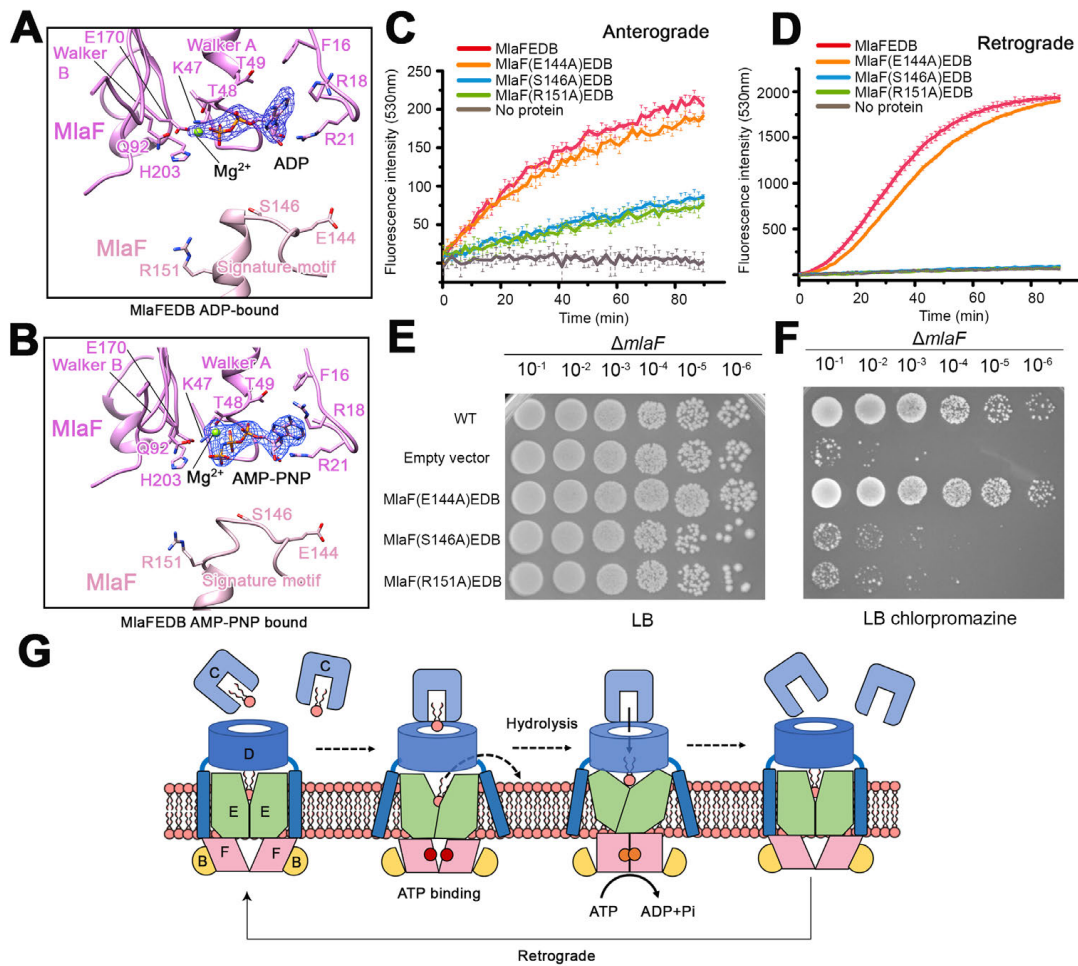 A
E170
Walker
B
K47
Walker A
T49
T48
F16
R18
R21
MlaF
Q92
H203
Mg2+
ADP
S146
E144
MlaF
R151
Signature motif
MlaFEDB ADP-bound
B
E170
Walker B
K47
Walker A
T49
T48
F16
R18
R21
MlaF
Q92
H203
Mg2+
AMP-PNP
S146
E144
R151
MlaF
Signature motif
MlaFEDB AMP-PNP bound
C
Anterograde
MlaFEDB
MlaF(E144A)EDB
MlaF(S146A)EDB
MlaF(R151A)EDB
No protein
Fluorescence intensity (530nm)
250
200
150
100
50
0
20
40
60
80
Time (min)
D
Retrograde
MlaFEDB
MlaF(E144A)EDB
MlaF(S146A)EDB
MlaF(R151A)EDB
No protein
Fluorescence intensity (530nm)
2000
1500
1000
500
0
0
20
40
60
80
Time (min)
E
ΔmlaF
10-1 10-2 10-3 10-4 10-5 10-6
WT
Empty vector
MlaF(E144A)EDB
MlaF(S146A)EDB
MlaF(R151A)EDB
LB
F
ΔmlaF
10-1 10-2 10-3 10-4 10-5 10-6
LB chlorpromazine
G
C
C
D
E E
F F
B B
ATP binding
Hydrolysis
ATP ADP+Pi
Retrograde